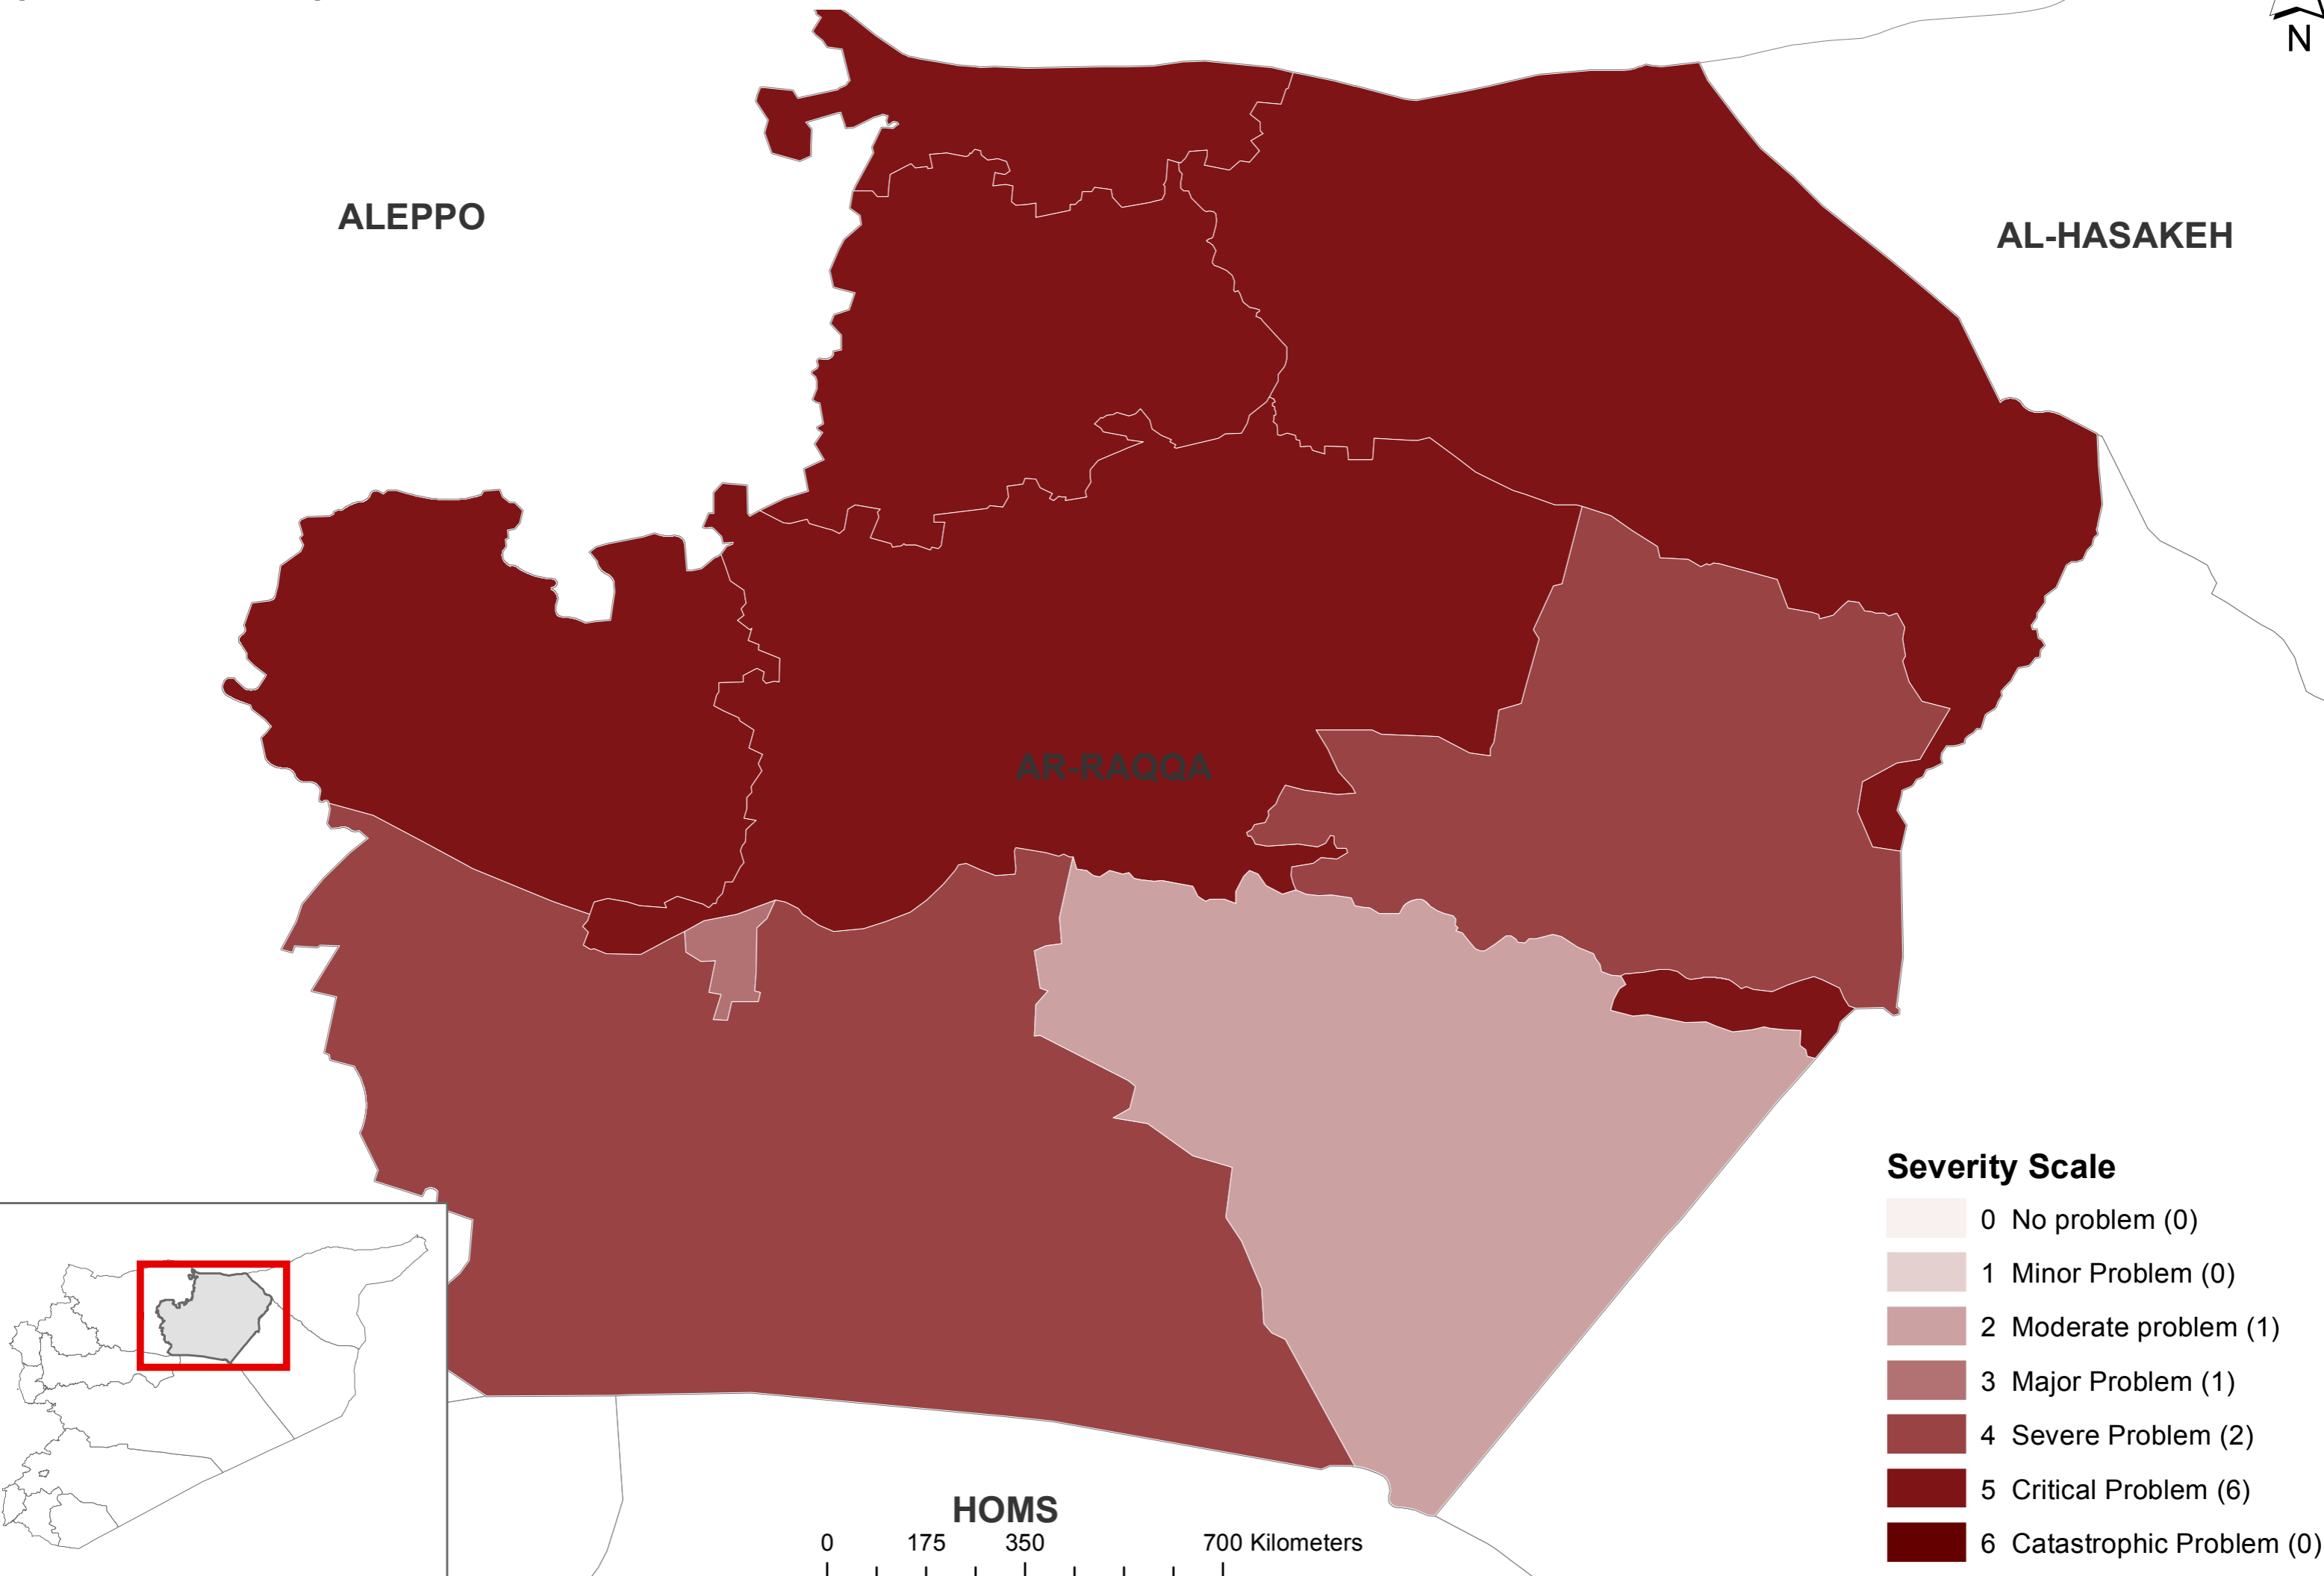 N
ALEPPO
AL-HASAKEH
AR-RAQQA
HOMS
Severity Scale
0 No problem (0)
1 Minor Problem (0)
2 Moderate problem (1)
3 Major Problem (1)
4 Severe Problem (2)
5 Critical Problem (6)
6 Catastrophic Problem (0)
0 175 350 700 Kilometers